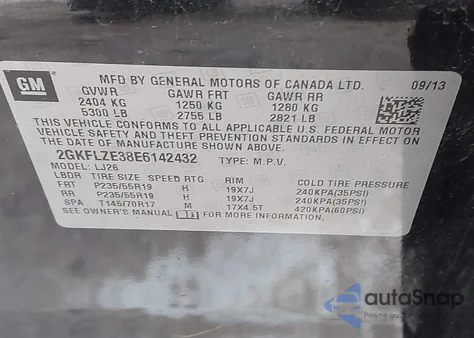 GM
MFD BY GENERAL MOTORS OF CANADA LTD. 09/13
GVWR GAWR FRT GAWR RR
2404 KG 1250 KG 1280 KG
5300 LB 2755 LB 2821 LB
THIS VEHICLE CONFORMS TO ALL APPLICABLE U.S. FEDERAL MOTOR
VEHICLE SAFETY, BUMPER, AND THEFT PREVENTION STANDARDS IN EFFECT ON
THE DATE OF MANUFACTURE SHOWN ABOVE.
2GKFLZE38E6142432 TYPE: M.P.V.
MODEL: LJ26
LBDR TIRE SIZE SPEED RTG RIM COLD TIRE PRESSURE
FRT P235/55R19 H 19X7J 240KPA(35PSI)
RR P235/55R19 H 19X7J 240KPA(35PSI)
SPA T145/70R17 M 17X4.5T 420KPA(60PSI)
SEE OWNER'S MANUAL FOR MORE INFORMATION.
autoSnap